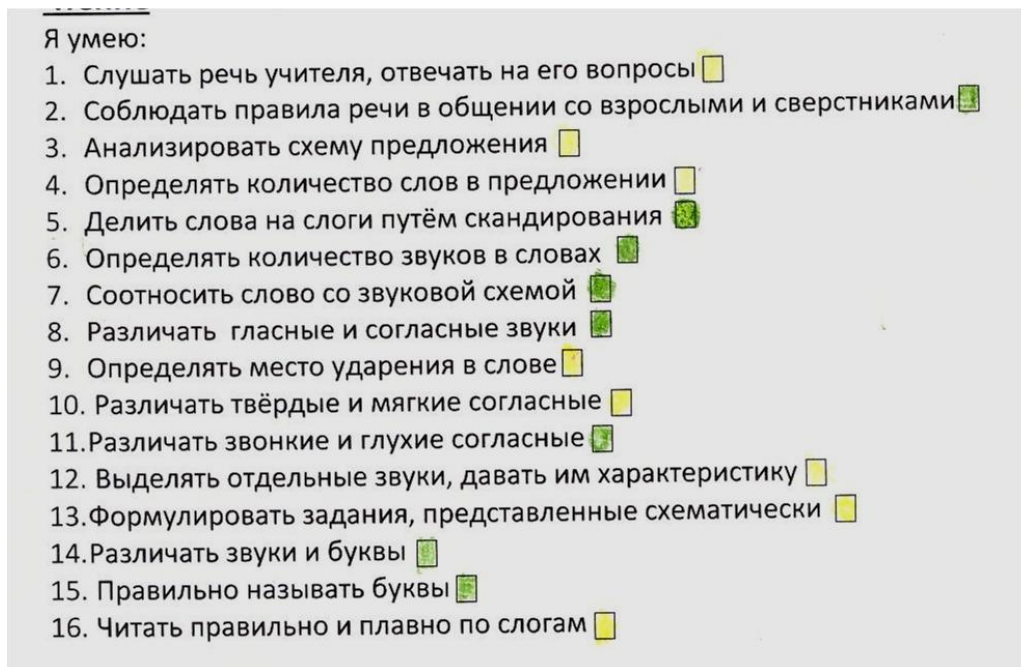 Я умею:
1. Слушать речь учителя, отвечать на его вопросы
2. Соблюдать правила речи в общении со взрослыми и сверстниками
3. Анализировать схему предложения
4. Определять количество слов в предложении
5. Делить слова на слоги путём скандирования
6. Определять количество звуков в словах
7. Соотносить слово со звуковой схемой
8. Различать гласные и согласные звуки
9. Определять место ударения в слове
10. Различать твёрдые и мягкие согласные
11.Различать звонкие и глухие согласные
12. Выделять отдельные звуки, давать им характеристику
13.Формулировать задания, представленные схематически
14.Различать звуки и буквы
15. Правильно называть буквы
16. Читать правильно и плавно по слогам